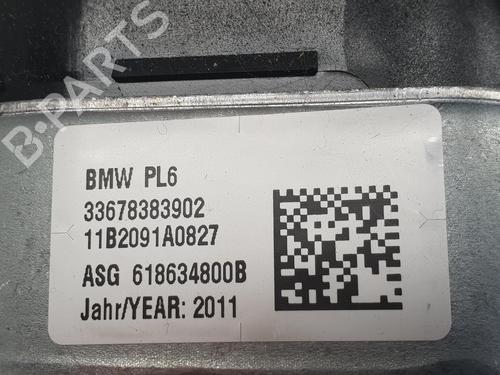 B-PARTS
BMW PL6
33678383902
11B2091A0827
ASG 618634800B
Jahr/YEAR: 2011